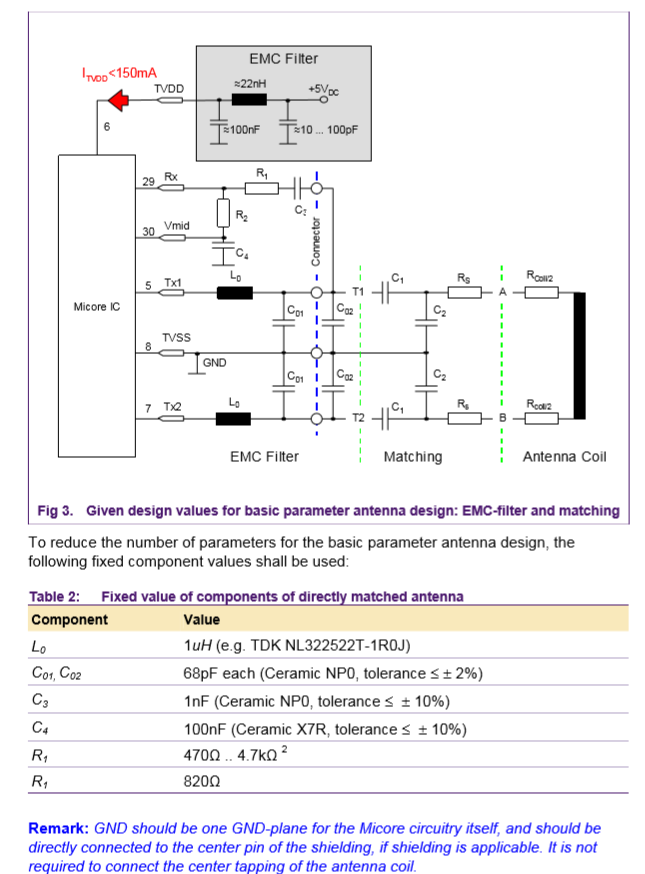 EMC Filter
I_TVDD<150mA
≈22nH
+5V_DC
TVDD
≈100nF
≈10 ... 100pF
6
29 Rx
R₁
C₃
R₂
30 Vmid
C₄
Connector
L₀
5 Tx1
T1
C₁
R_S
A
R_Coil/2
Micore IC
C₀₁
C₀₂
C₂
TVSS
8
GND
C₀₁
C₀₂
C₂
7 Tx2
L₀
T2
C₁
R_s
B
R_coil/2
EMC Filter
Matching
Antenna Coil
Fig 3. Given design values for basic parameter antenna design: EMC-filter and matching
To reduce the number of parameters for the basic parameter antenna design, the
following fixed component values shall be used:
Table 2: Fixed value of components of directly matched antenna
Component Value
L₀ 1uH (e.g. TDK NL322522T-1R0J)
C₀₁, C₀₂ 68pF each (Ceramic NP0, tolerance ≤ ± 2%)
C₃ 1nF (Ceramic NP0, tolerance ≤ ± 10%)
C₄ 100nF (Ceramic X7R, tolerance ≤ ± 10%)
R₁ 470Ω .. 4.7kΩ ²
R₁ 820Ω
Remark: GND should be one GND-plane for the Micore circuitry itself, and should be
directly connected to the center pin of the shielding, if shielding is applicable. It is not
required to connect the center tapping of the antenna coil.